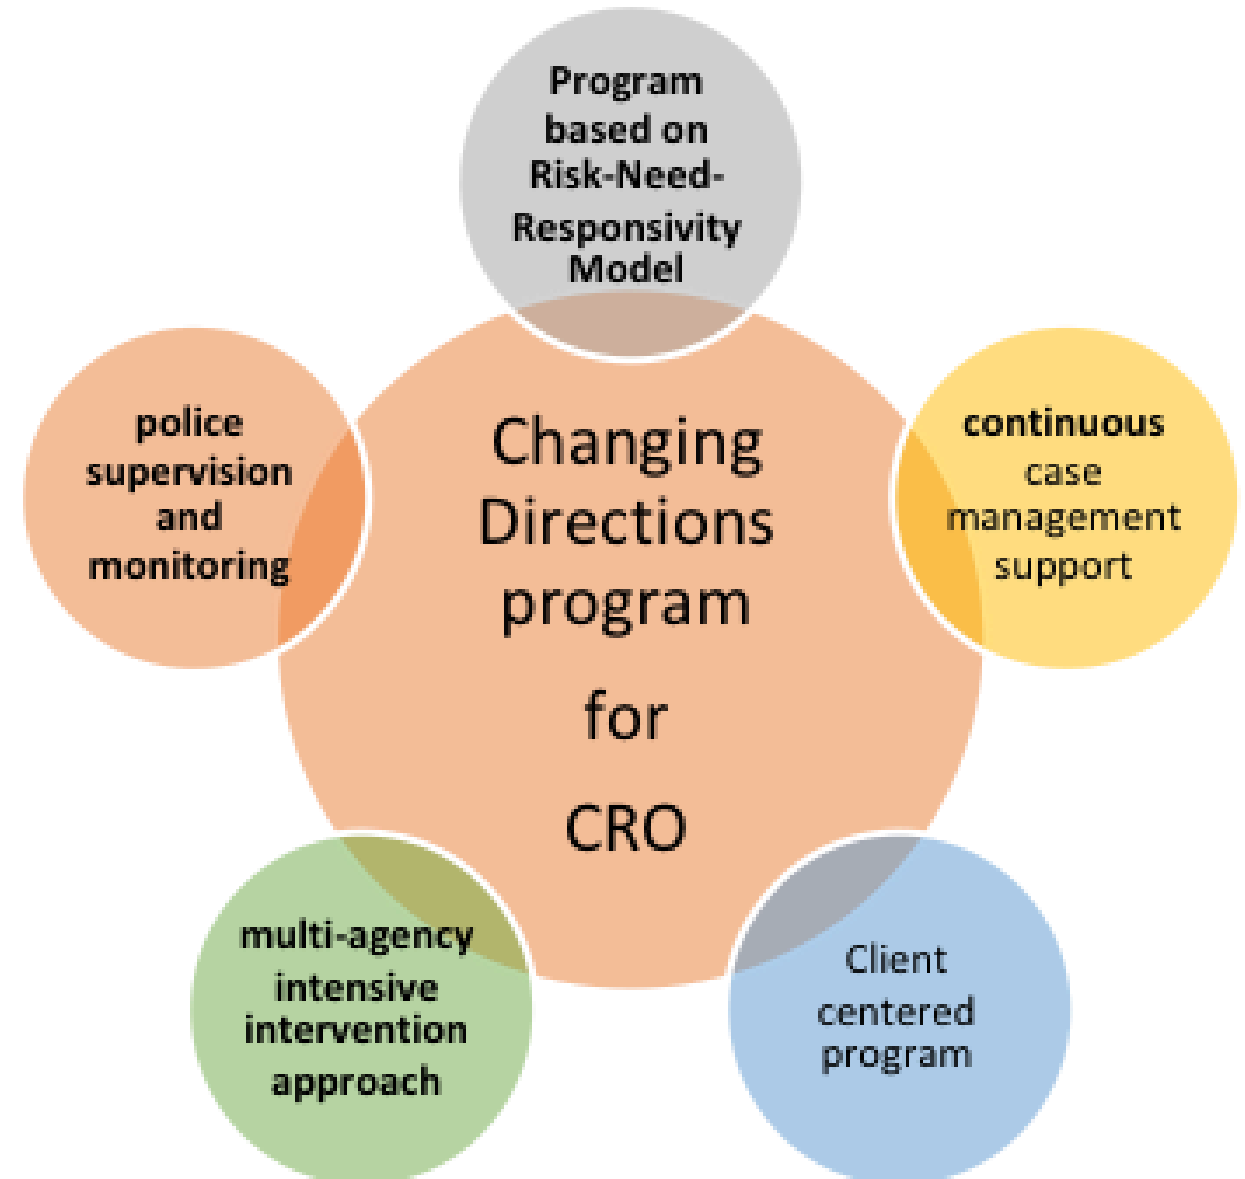 Program
based on
Risk-Need-
Responsivity
Model
police
supervision
and
monitoring
Changing
Directions
program
for
CRO
continuous
case
management
support
multi-agency
intensive
intervention
approach
Client
centered
program